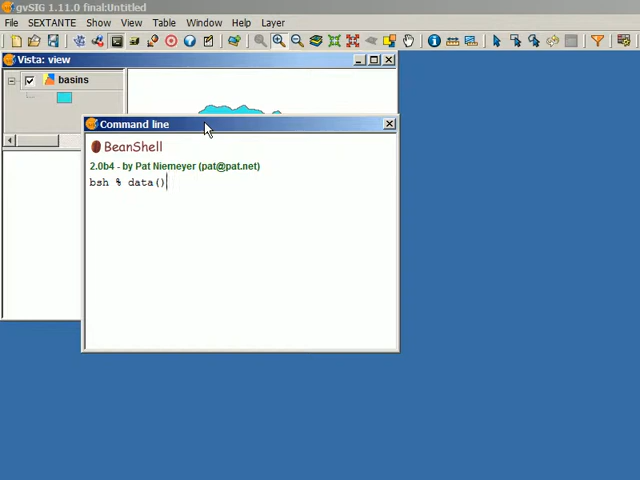 gvSIG 1.11.0 final:Untitled
File SEXTANTE Show View Table Window Help Layer
Vista: view
basins
Command line
BeanShell
2.0b4 - by Pat Niemeyer (pat@pat.net)
bsh % data()